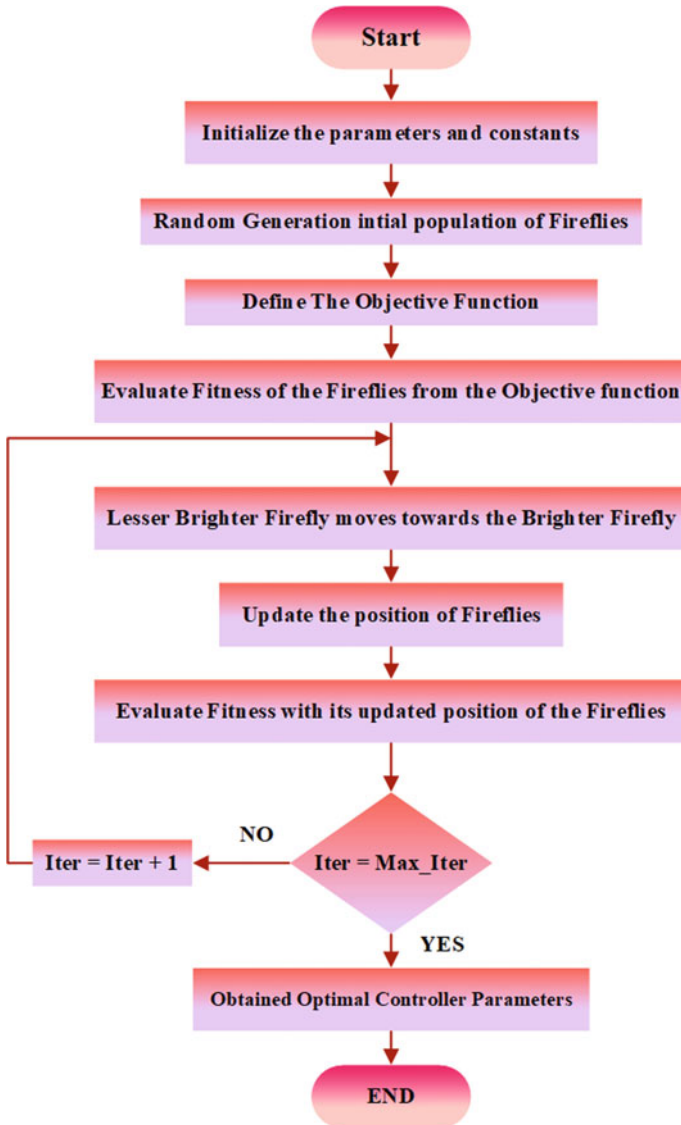 Start
Initialize the parameters and constants
Random Generation intial population of Fireflies
Define The Objective Function
Evaluate Fitness of the Fireflies from the Objective function
Lesser Brighter Firefly moves towards the Brighter Firefly
Update the position of Fireflies
Evaluate Fitness with its updated position of the Fireflies
NO
Iter = Iter + 1
Iter = Max_Iter
YES
Obtained Optimal Controller Parameters
END